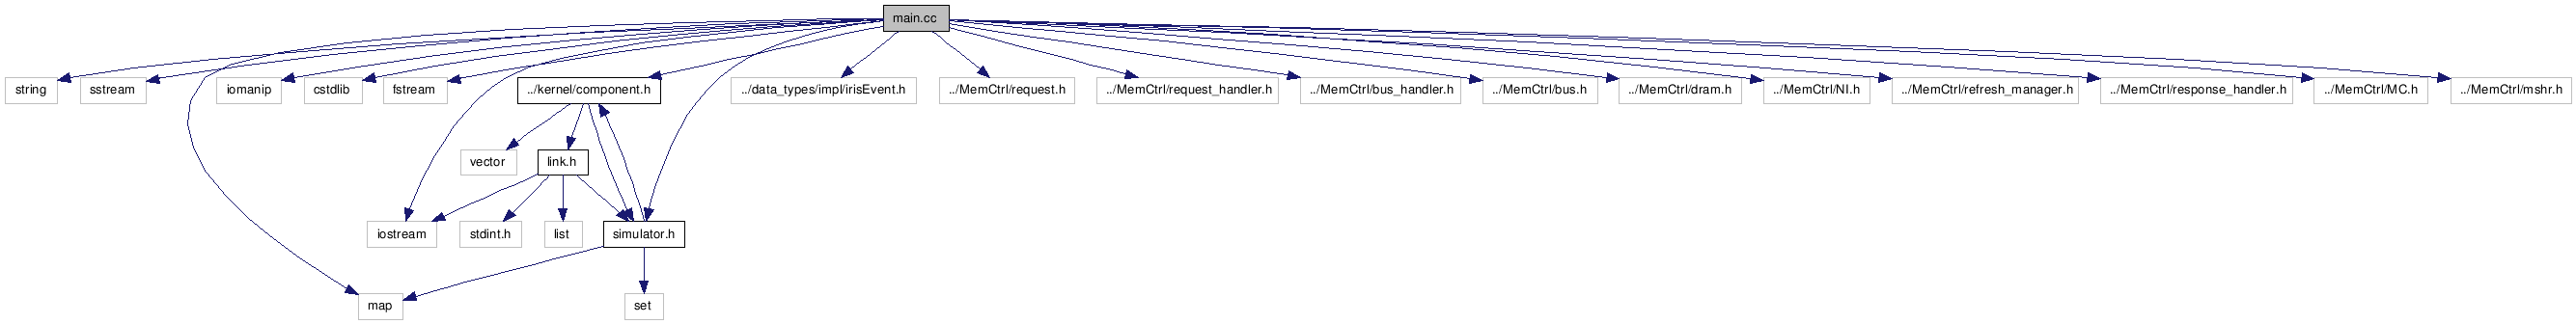 main.cc
string
sstream
iomanip
cstdlib
fstream
../kernel/component.h
../data_types/impl/irisEvent.h
../MemCtrl/request.h
../MemCtrl/request_handler.h
../MemCtrl/bus_handler.h
../MemCtrl/bus.h
../MemCtrl/dram.h
../MemCtrl/NI.h
../MemCtrl/refresh_manager.h
../MemCtrl/response_handler.h
../MemCtrl/MC.h
../MemCtrl/mshr.h
vector
link.h
iostream
stdint.h
list
simulator.h
map
set